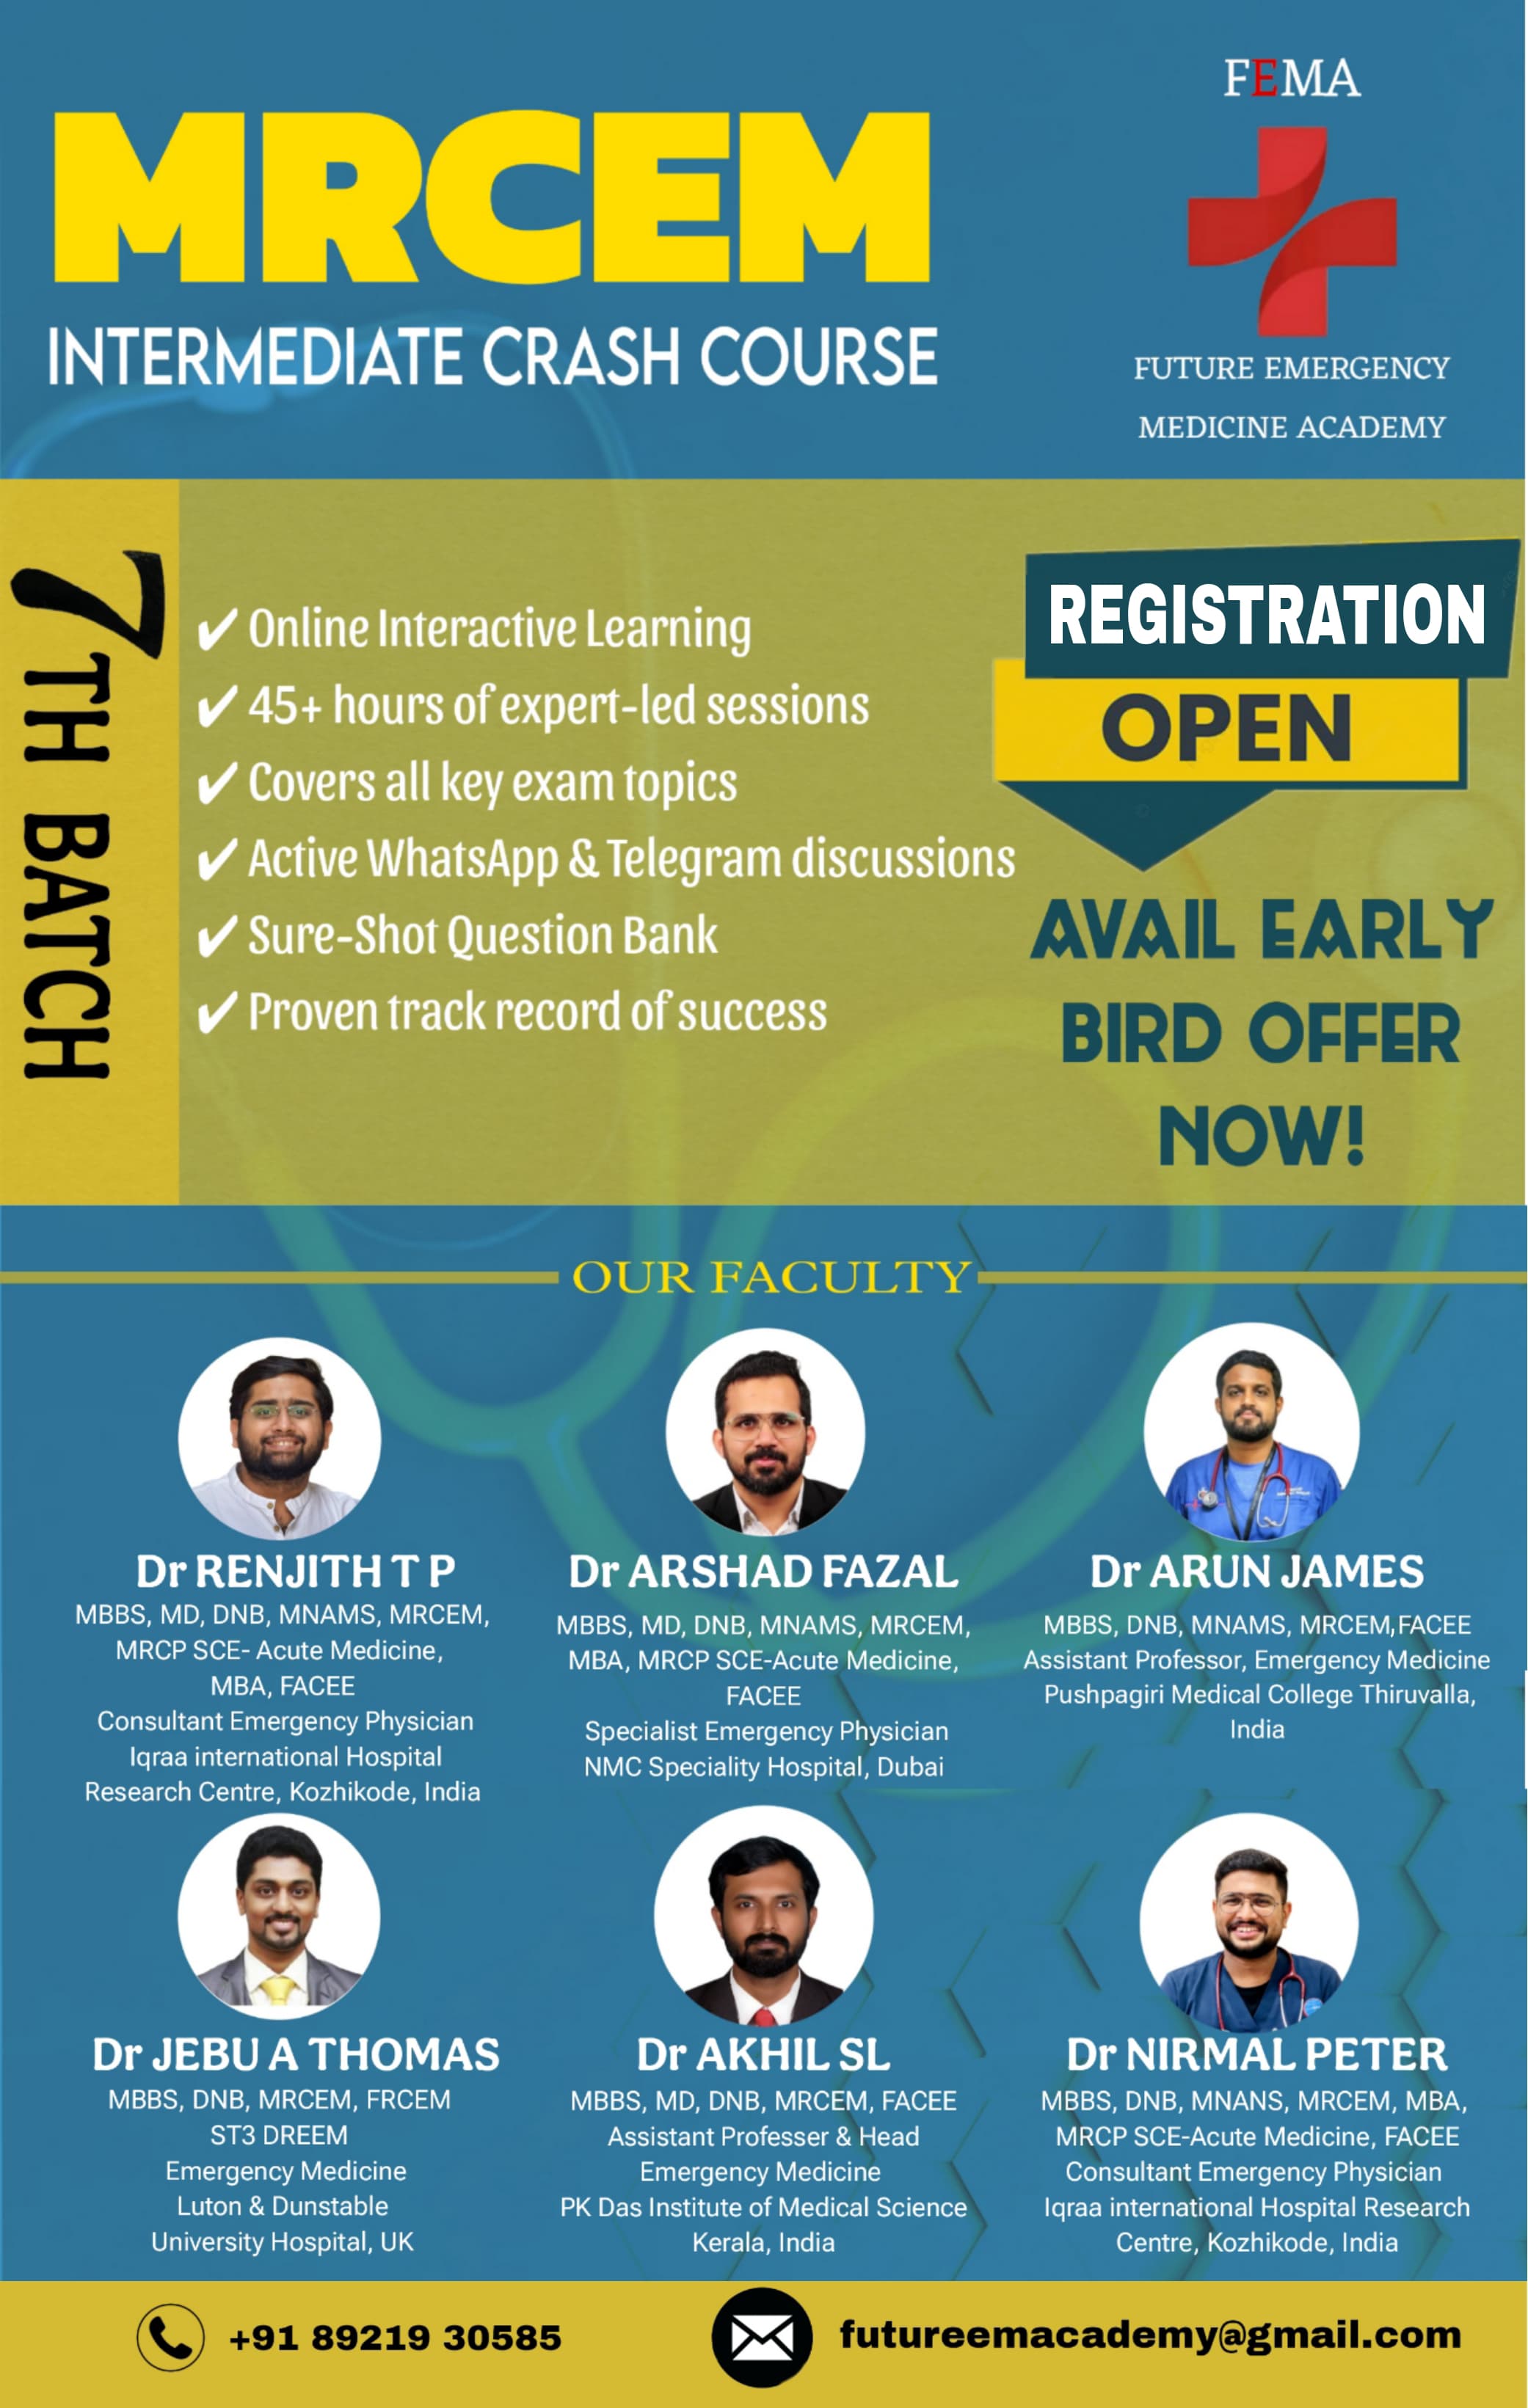 FEMA
MRCEM
INTERMEDIATE CRASH COURSE
FUTURE EMERGENCY
MEDICINE ACADEMY
7TH BATCH
✔ Online Interactive Learning
✔ 45+ hours of expert-led sessions
✔ Covers all key exam topics
✔ Active WhatsApp & Telegram discussions
✔ Sure-Shot Question Bank
✔ Proven track record of success
REGISTRATION
OPEN
AVAIL EARLY
BIRD OFFER
NOW!
OUR FACULTY
Dr RENJITH T P
MBBS, MD, DNB, MNAMS, MRCEM,
MRCP SCE- Acute Medicine,
MBA, FACEE
Consultant Emergency Physician
Iqraa international Hospital
Research Centre, Kozhikode, India
Dr ARSHAD FAZAL
MBBS, MD, DNB, MNAMS, MRCEM,
MBA, MRCP SCE-Acute Medicine,
FACEE
Specialist Emergency Physician
NMC Speciality Hospital, Dubai
Dr ARUN JAMES
MBBS, DNB, MNAMS, MRCEM,FACEE
Assistant Professor, Emergency Medicine
Pushpagiri Medical College Thiruvalla,
India
Dr JEBU A THOMAS
MBBS, DNB, MRCEM, FRCEM
ST3 DREEM
Emergency Medicine
Luton & Dunstable
University Hospital, UK
Dr AKHIL SL
MBBS, MD, DNB, MRCEM, FACEE
Assistant Professer & Head
Emergency Medicine
PK Das Institute of Medical Science
Kerala, India
Dr NIRMAL PETER
MBBS, DNB, MNANS, MRCEM, MBA,
MRCP SCE-Acute Medicine, FACEE
Consultant Emergency Physician
Iqraa international Hospital Research
Centre, Kozhikode, India
+91 89219 30585
futureemacademy@gmail.com